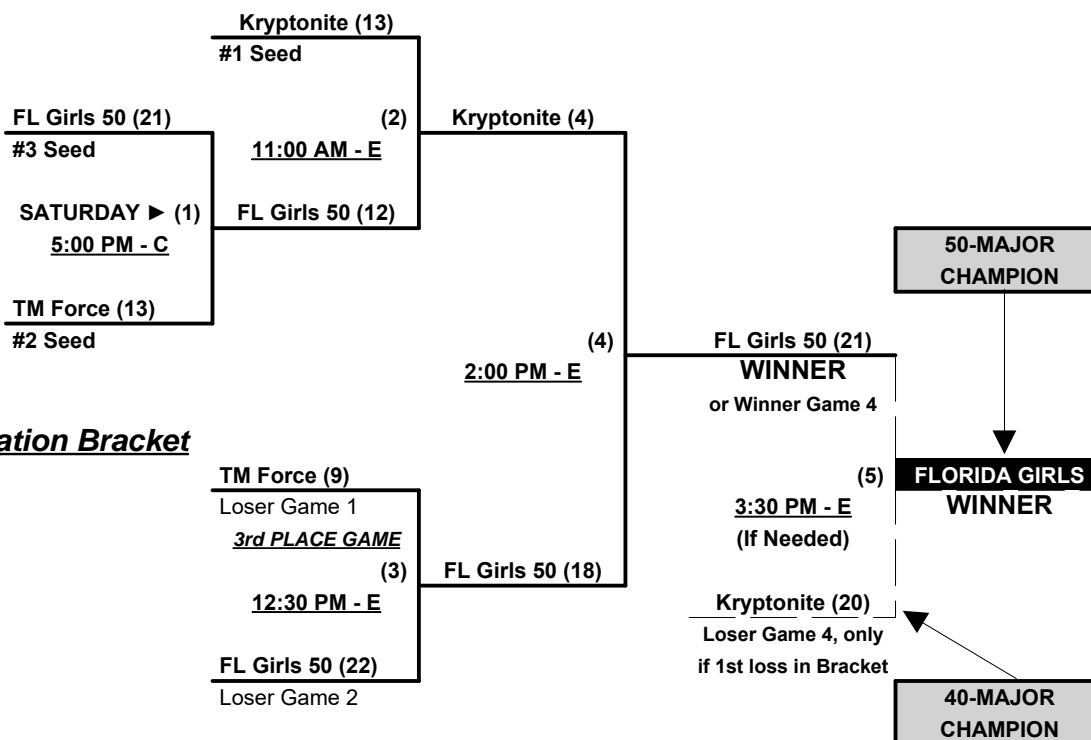 Kryptonite (13)
#1 Seed
FL Girls 50 (21)
#3 Seed
(2)
11:00 AM - E
Kryptonite (4)
SATURDAY ► (1)
5:00 PM - C
FL Girls 50 (12)
TM Force (13)
#2 Seed
50-MAJOR
CHAMPION
(4)
2:00 PM - E
FL Girls 50 (21)
WINNER
or Winner Game 4
ation Bracket
TM Force (9)
Loser Game 1
3rd PLACE GAME
(3)
12:30 PM - E
FL Girls 50 (18)
FL Girls 50 (22)
Loser Game 2
(5)
3:30 PM - E
(If Needed)
FLORIDA GIRLS
WINNER
Kryptonite (20)
Loser Game 4, only
if 1st loss in Bracket
40-MAJOR
CHAMPION